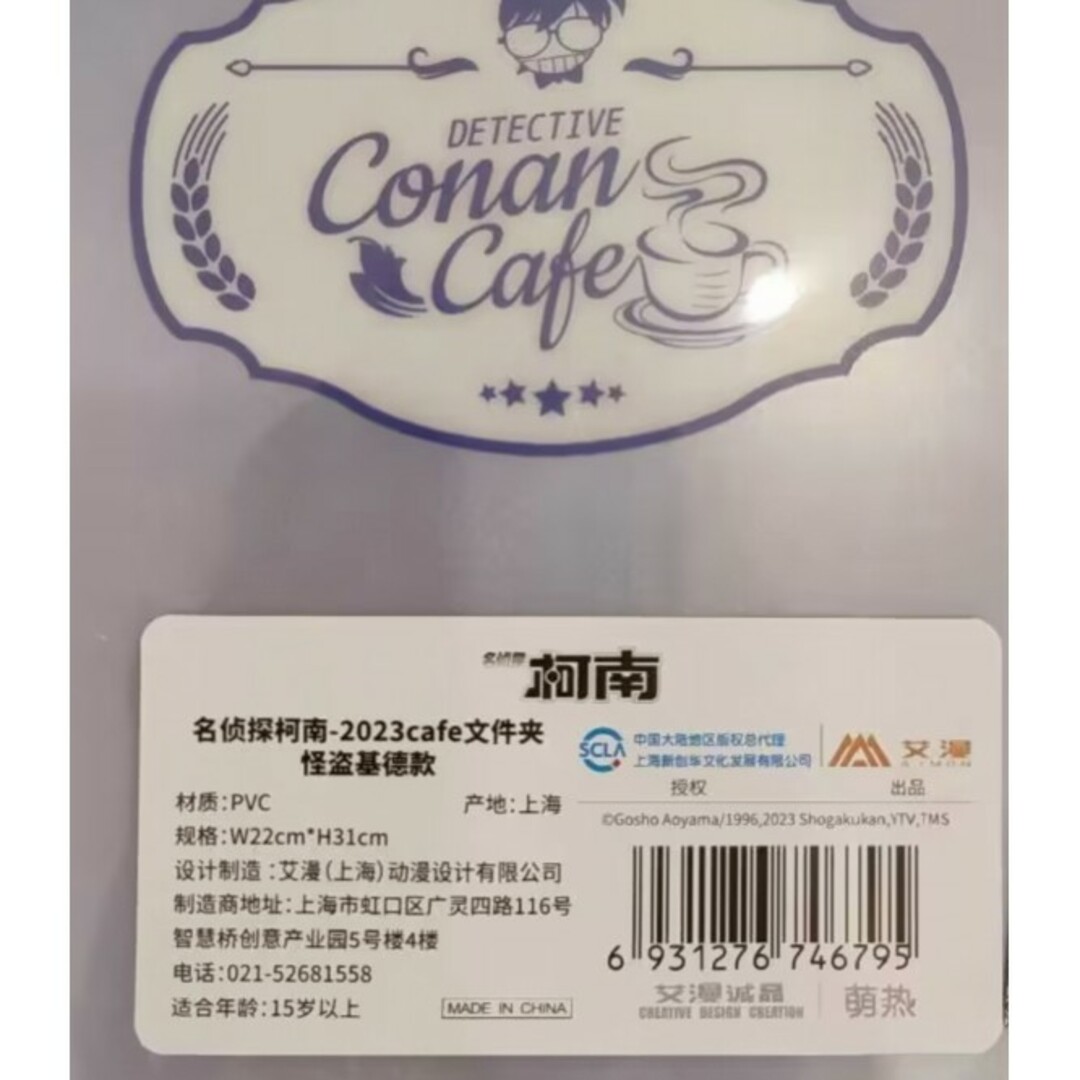 DETECTIVE
Conan
Cafe
名侦探柯南
名侦探柯南-2023cafe文件夹
怪盗基德款
材质:PVC 产地:上海
规格:W22cm*H31cm
设计制造:艾漫(上海)动漫设计有限公司
制造商地址:上海市虹口区广灵四路116号
智慧桥创意产业园5号楼4楼
电话:021-52681558
适合年龄:15岁以上
MADE IN CHINA
SCLA
中国大陆地区版权总代理
上海新创华文化发展有限公司
授权
艾漫
AIMON
出品
©Gosho Aoyama/1996,2023 Shogakukan,YTV,TMS
6 931276 746795
艾漫诚品
CREATIVE DESIGN CREATION
萌热